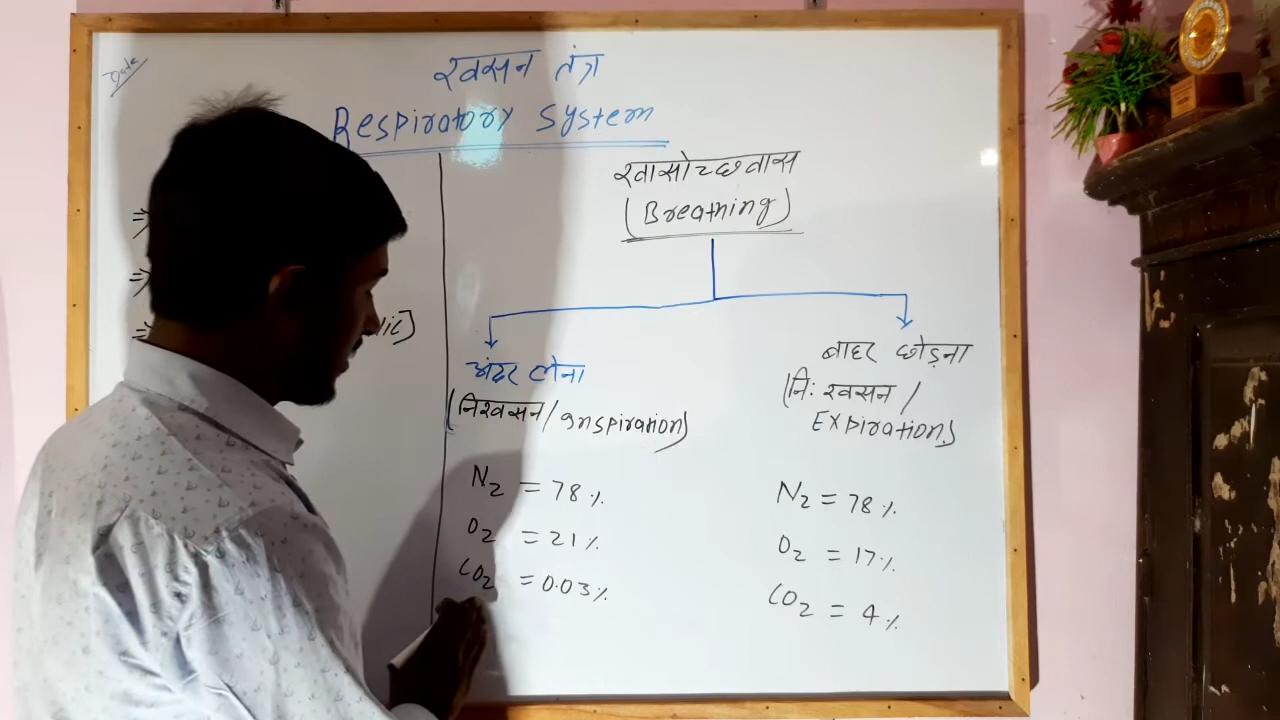 Date
श्वसन तंत्र
Respiratory System
श्वासोच्छवास
(Breathing)
⇒
⇒
⇒
अंदर लेना
(निश्वसन/Inspiration)
N2 = 78%
O2 = 21%
CO2 = 0.03%
बाहर छोड़ना
(नि: श्वसन /
Expiration)
N2 = 78%
O2 = 17%
CO2 = 4%